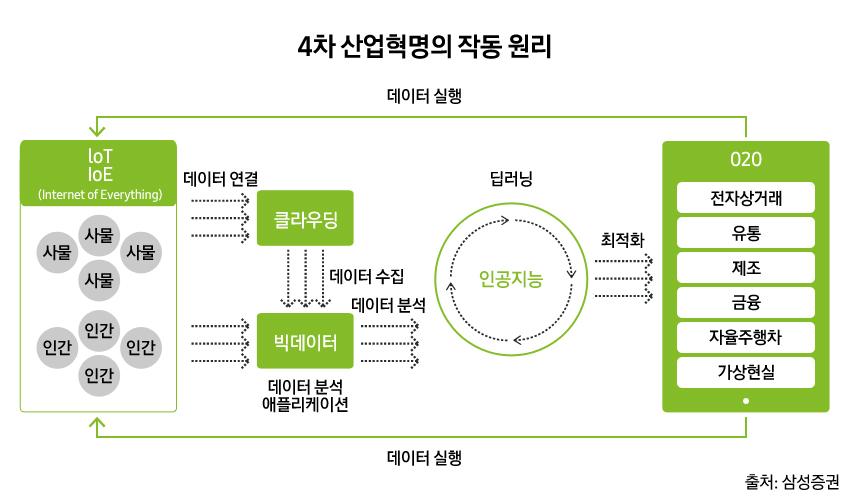 4차 산업혁명의 작동 원리
데이터 실행
loT
IoE
(Internet of Everything)
사물
사물
사물
사물
인간
인간
인간
인간
데이터 연결
클라우딩
데이터 수집
빅데이터
데이터 분석
애플리케이션
데이터 분석
딥러닝
인공지능
최적화
O2O
전자상거래
유통
제조
금융
자율주행차
가상현실
데이터 실행
출처: 삼성증권